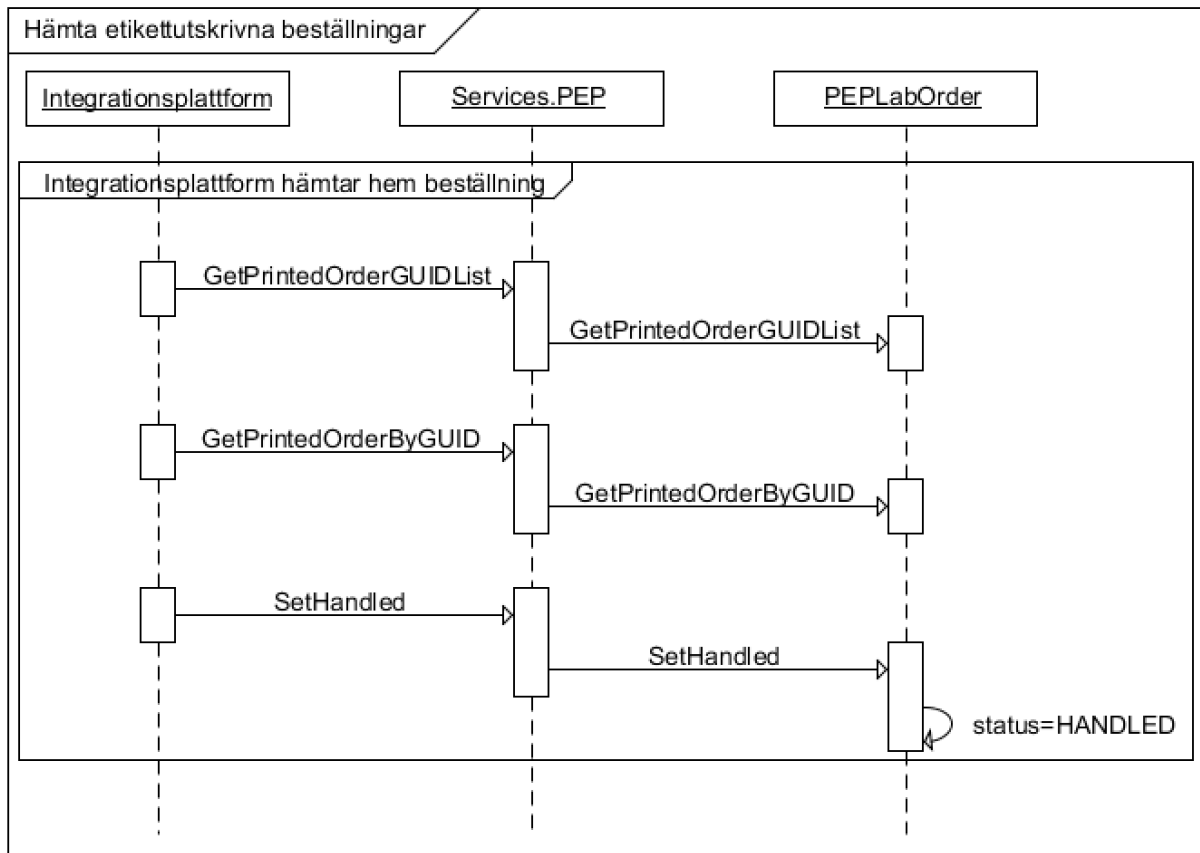 Hämta etikettutskrivna beställningar
Integrationsplattform
Services.PEP
PEPLabOrder
Integrationsplattform hämtar hem beställning
GetPrintedOrderGUIDList
GetPrintedOrderGUIDList
GetPrintedOrderByGUID
GetPrintedOrderByGUID
SetHandled
SetHandled
status=HANDLED